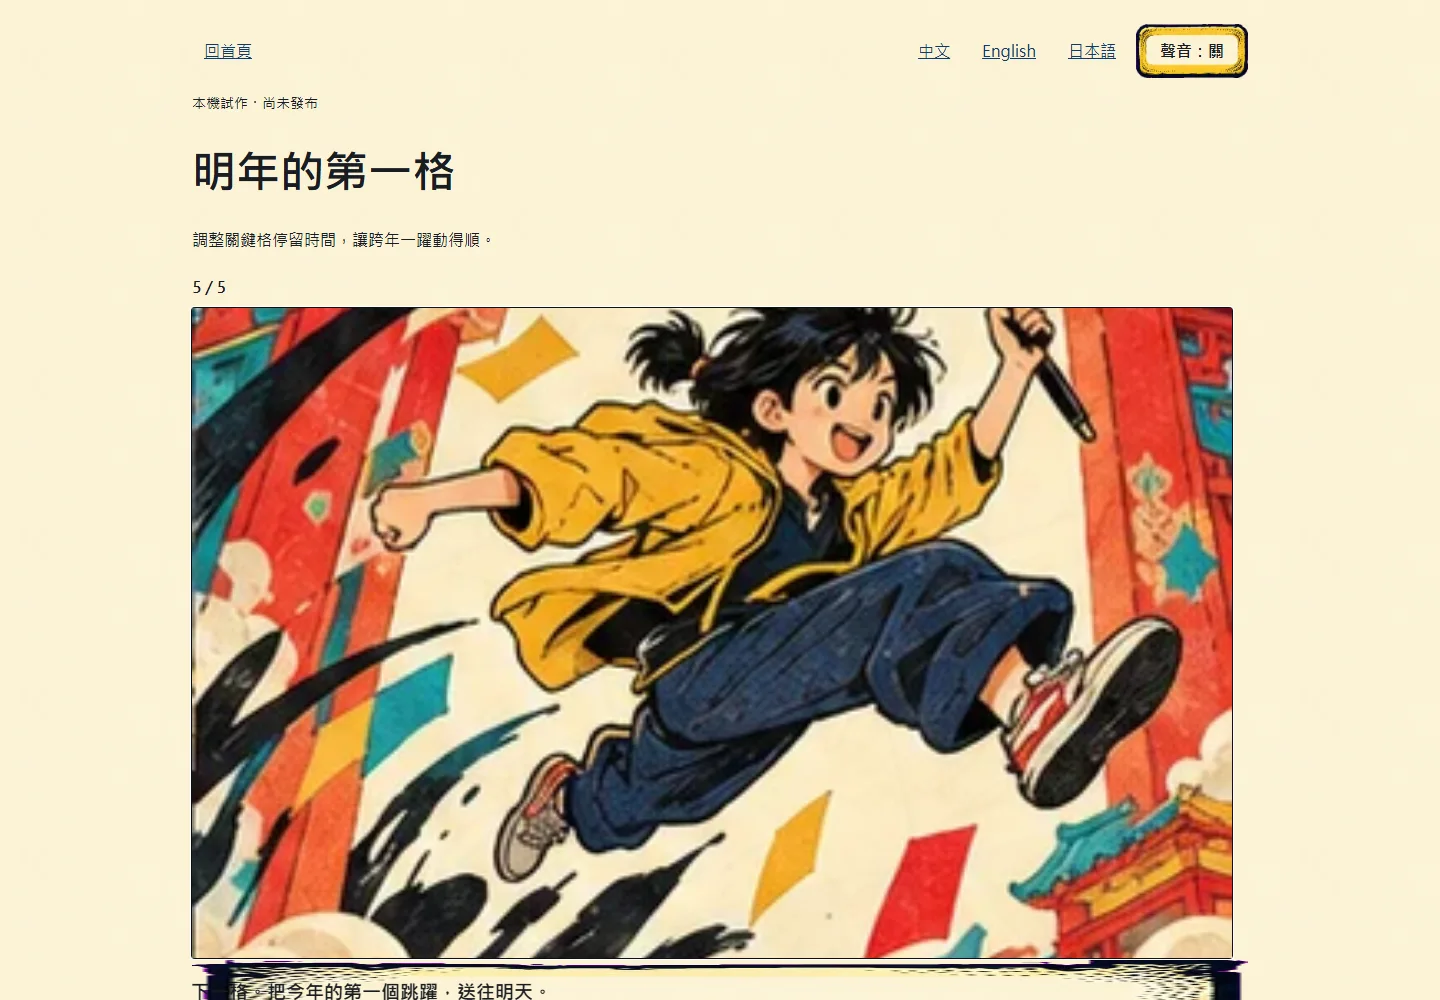 回首頁
中文 English 日本語 聲音：關
本機試作・尚未發布
明年的第一格
調整關鍵格停留時間，讓跨年一躍動得順。
5 / 5
下一格。把今年的第一個跳躍，送往明天。